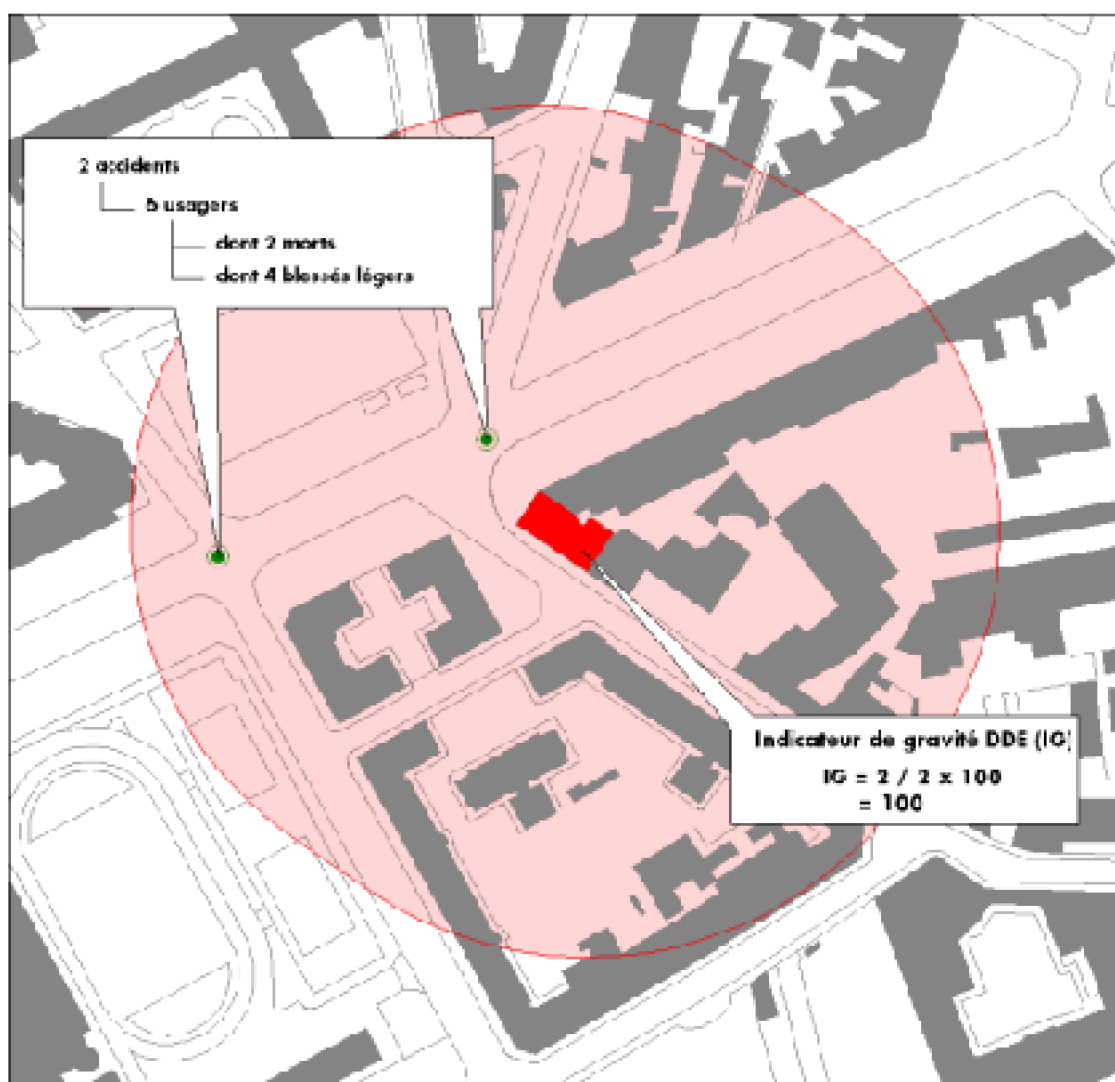 2 accidents
6 usagers
dont 2 morts
dont 4 blessés légers
Indicateur de gravité DDE (IG)
IG = 2 / 2 x 100
= 100